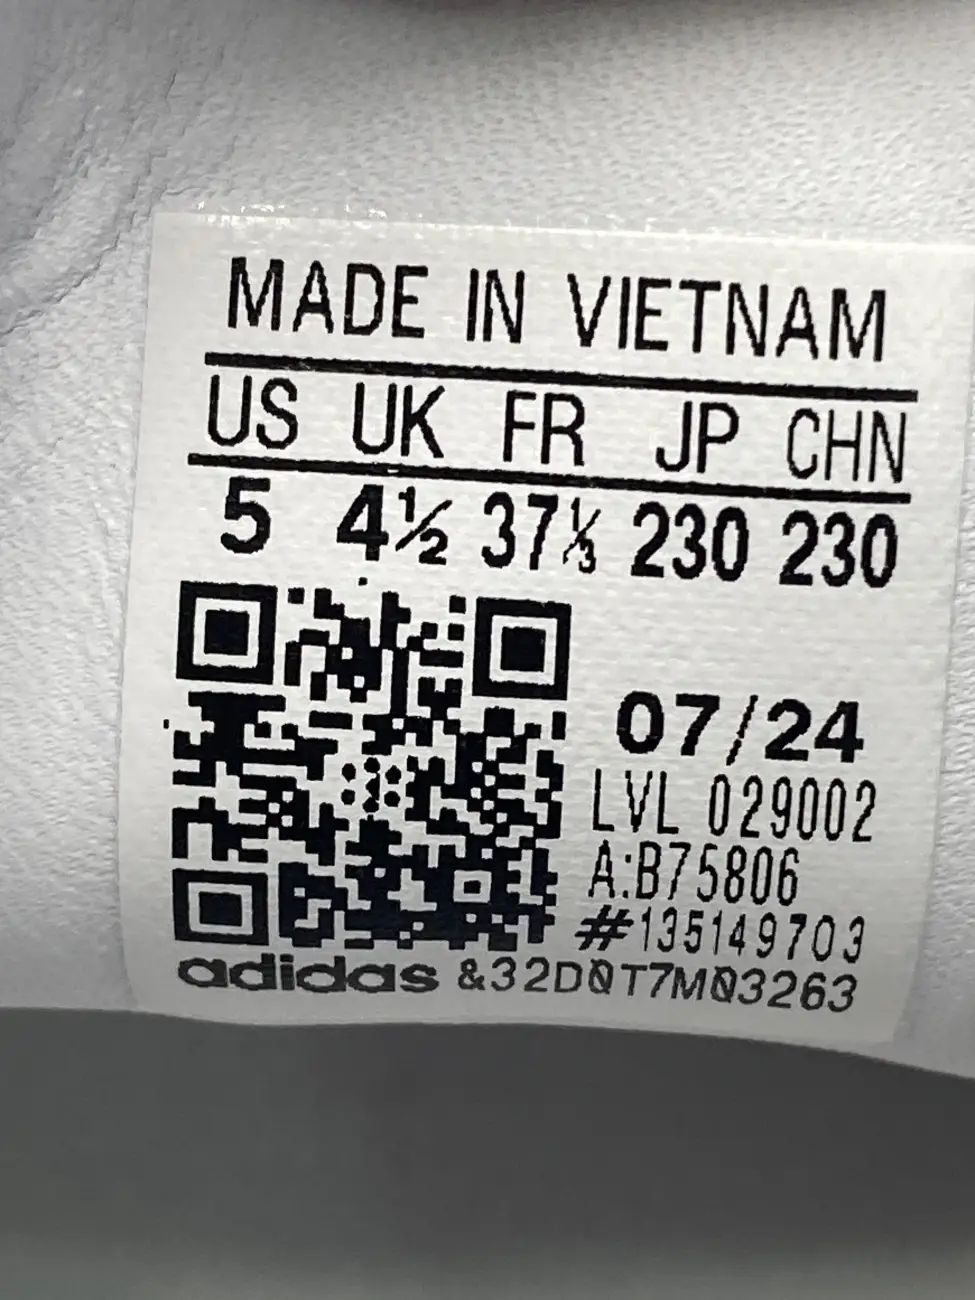 MADE IN VIETNAM
US UK FR JP CHN
5 4½ 37⅓ 230 230
07/24
LVL 029002
A:B75806
#135149703
adidas &32D0T7M03263